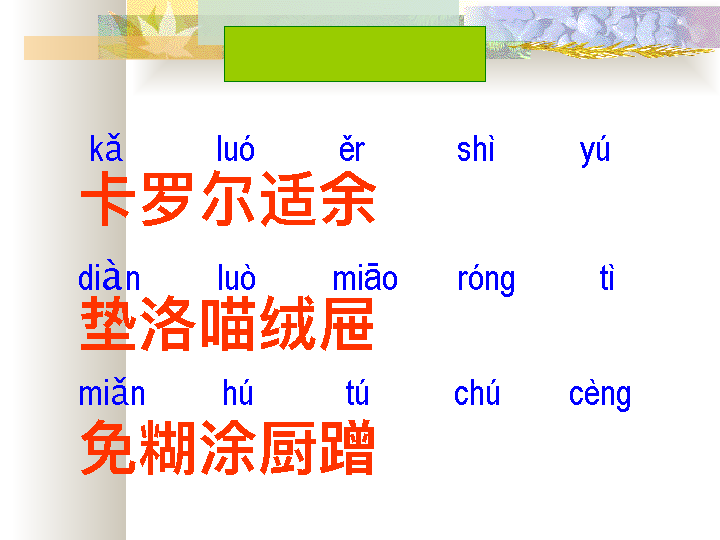 kǎ luó ěr shì yú
卡罗尔适余
diàn luò miāo róng tì
垫洛喵绒屉
miǎn hú tú chú cèng
免糊涂厨蹭